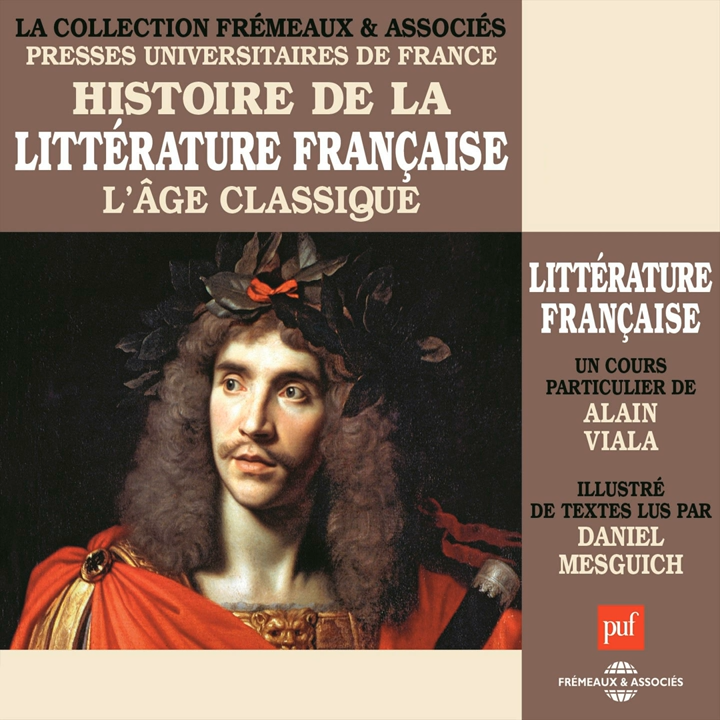 LA COLLECTION FRÉMEAUX & ASSOCIÉS
PRESSES UNIVERSITAIRES DE FRANCE
HISTOIRE DE LA
LITTÉRATURE FRANÇAISE
L'ÂGE CLASSIQUE
LITTÉRATURE
FRANÇAISE
UN COURS
PARTICULIER DE
ALAIN
VIALA
ILLUSTRÉ
DE TEXTES LUS PAR
DANIEL
MESGUICH
puf
FRÉMEAUX & ASSOCIÉS